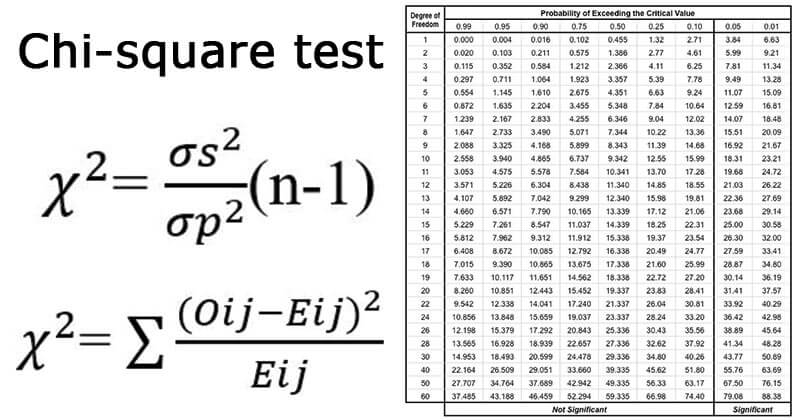 Chi-square test
χ²= σs²/σp² (n-1)
χ²= ∑ (Oij−Eij)²/Eij
Degree of Freedom Probability of Exceeding the Critical Value
0.99 0.95 0.90 0.75 0.50 0.25 0.10 0.05 0.01
1 0.000 0.004 0.016 0.102 0.455 1.32 2.71 3.84 6.63
2 0.020 0.103 0.211 0.575 1.386 2.77 4.61 5.99 9.21
3 0.115 0.352 0.584 1.212 2.366 4.11 6.25 7.81 11.34
4 0.297 0.711 1.064 1.923 3.357 5.39 7.78 9.49 13.28
5 0.554 1.145 1.610 2.675 4.351 6.63 9.24 11.07 15.09
6 0.872 1.635 2.204 3.455 5.348 7.84 10.64 12.59 16.81
7 1.239 2.167 2.833 4.255 6.346 9.04 12.02 14.07 18.48
8 1.647 2.733 3.490 5.071 7.344 10.22 13.36 15.51 20.09
9 2.088 3.325 4.168 5.899 8.343 11.39 14.68 16.92 21.67
10 2.558 3.940 4.865 6.737 9.342 12.55 15.99 18.31 23.21
11 3.053 4.575 5.578 7.584 10.341 13.70 17.28 19.68 24.72
12 3.571 5.226 6.304 8.438 11.340 14.85 18.55 21.03 26.22
13 4.107 5.892 7.042 9.299 12.340 15.98 19.81 22.36 27.69
14 4.660 6.571 7.790 10.165 13.339 17.12 21.06 23.68 29.14
15 5.229 7.261 8.547 11.037 14.339 18.25 22.31 25.00 30.58
16 5.812 7.962 9.312 11.912 15.338 19.37 23.54 26.30 32.00
17 6.408 8.672 10.085 12.792 16.338 20.49 24.77 27.59 33.41
18 7.015 9.390 10.865 13.675 17.338 21.60 25.99 28.87 34.80
19 7.633 10.117 11.651 14.562 18.338 22.72 27.20 30.14 36.19
20 8.260 10.851 12.443 15.452 19.337 23.83 28.41 31.41 37.57
22 9.542 12.338 14.041 17.240 21.337 26.04 30.81 33.92 40.29
24 10.856 13.848 15.659 19.037 23.337 28.24 33.20 36.42 42.98
26 12.198 15.379 17.292 20.843 25.336 30.43 35.56 38.89 45.64
28 13.565 16.928 18.939 22.657 27.336 32.62 37.92 41.34 48.28
30 14.953 18.493 20.599 24.478 29.336 34.80 40.26 43.77 50.89
40 22.164 26.509 29.051 33.660 39.335 45.62 51.80 55.76 63.69
50 27.707 34.764 37.689 42.942 49.335 56.33 63.17 67.50 76.15
60 37.485 43.188 46.459 52.294 59.335 66.98 74.40 79.08 88.38
Not Significant Significant